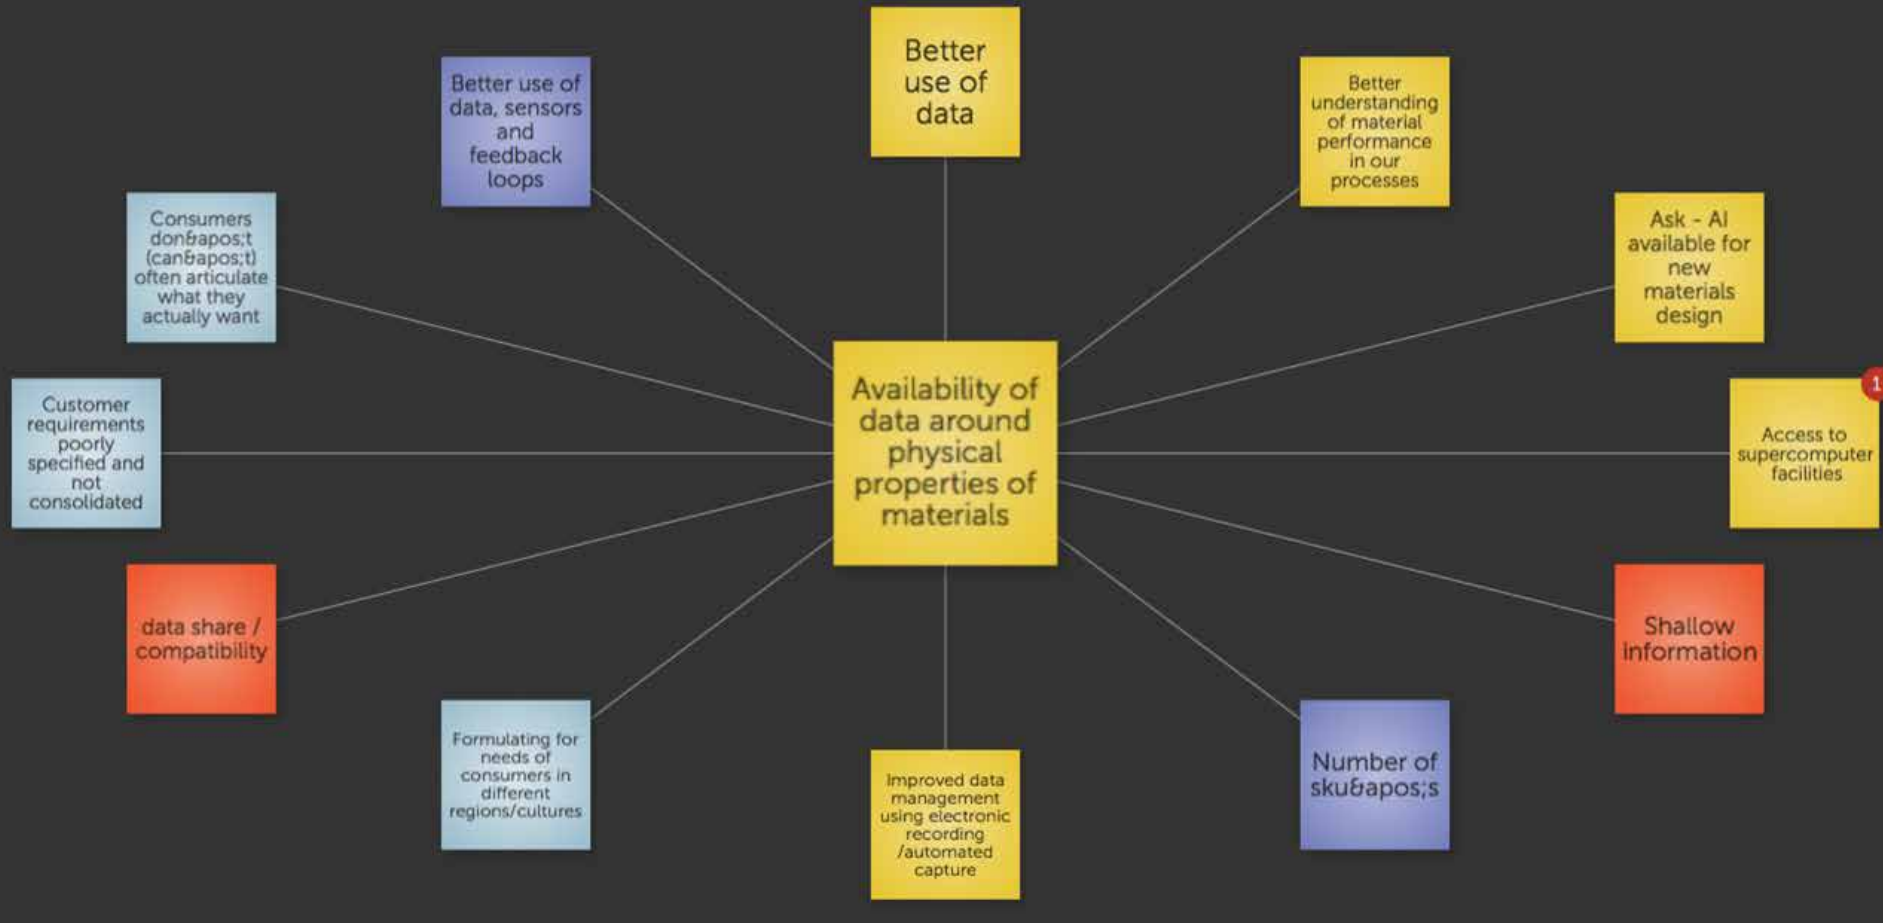 Better
use of
data
Better use of
data, sensors
and
feedback
loops
Better
understanding
of material
performance
in our
processes
Consumers
don&apos;t
(can&apos;t)
often articulate
what they
actually want
Ask - AI
available for
new
materials
design
Customer
requirements
poorly
specified and
not
consolidated
Availability of
data around
physical
properties of
materials
1
Access to
supercomputer
facilities
data share /
compatibility
Shallow
information
Formulating for
needs of
consumers in
different
regions/cultures
Improved data
management
using electronic
recording
/automated
capture
Number of
sku&apos;s